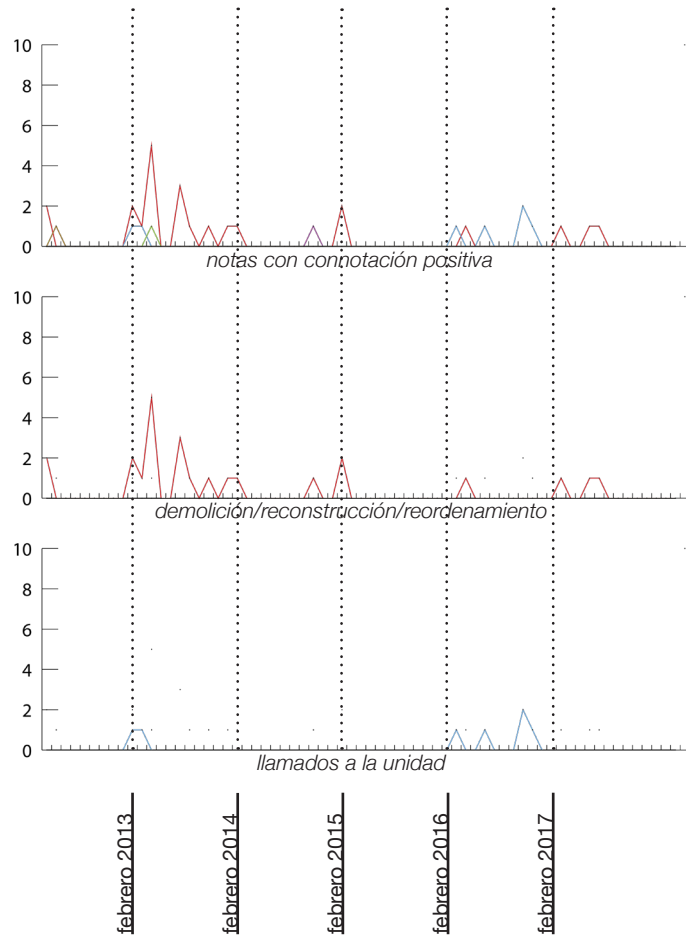 10
8
6
4
2
0
notas con connotación positiva
10
8
6
4
2
0
demolición/reconstrucción/reordenamiento
10
8
6
4
2
0
llamados a la unidad
febrero 2013
febrero 2014
febrero 2015
febrero 2016
febrero 2017